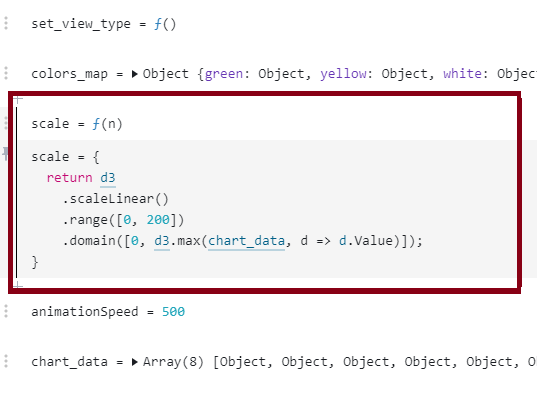 set_view_type = ƒ()
colors_map = ▸Object {green: Object, yellow: Object, white: Objec
scale = ƒ(n)
scale = {
return d3
.scaleLinear()
.range([0, 200])
.domain([0, d3.max(chart_data, d => d.Value)]);
}
animationSpeed = 500
chart_data = ▸Array(8) [Object, Object, Object, Object, Object, O